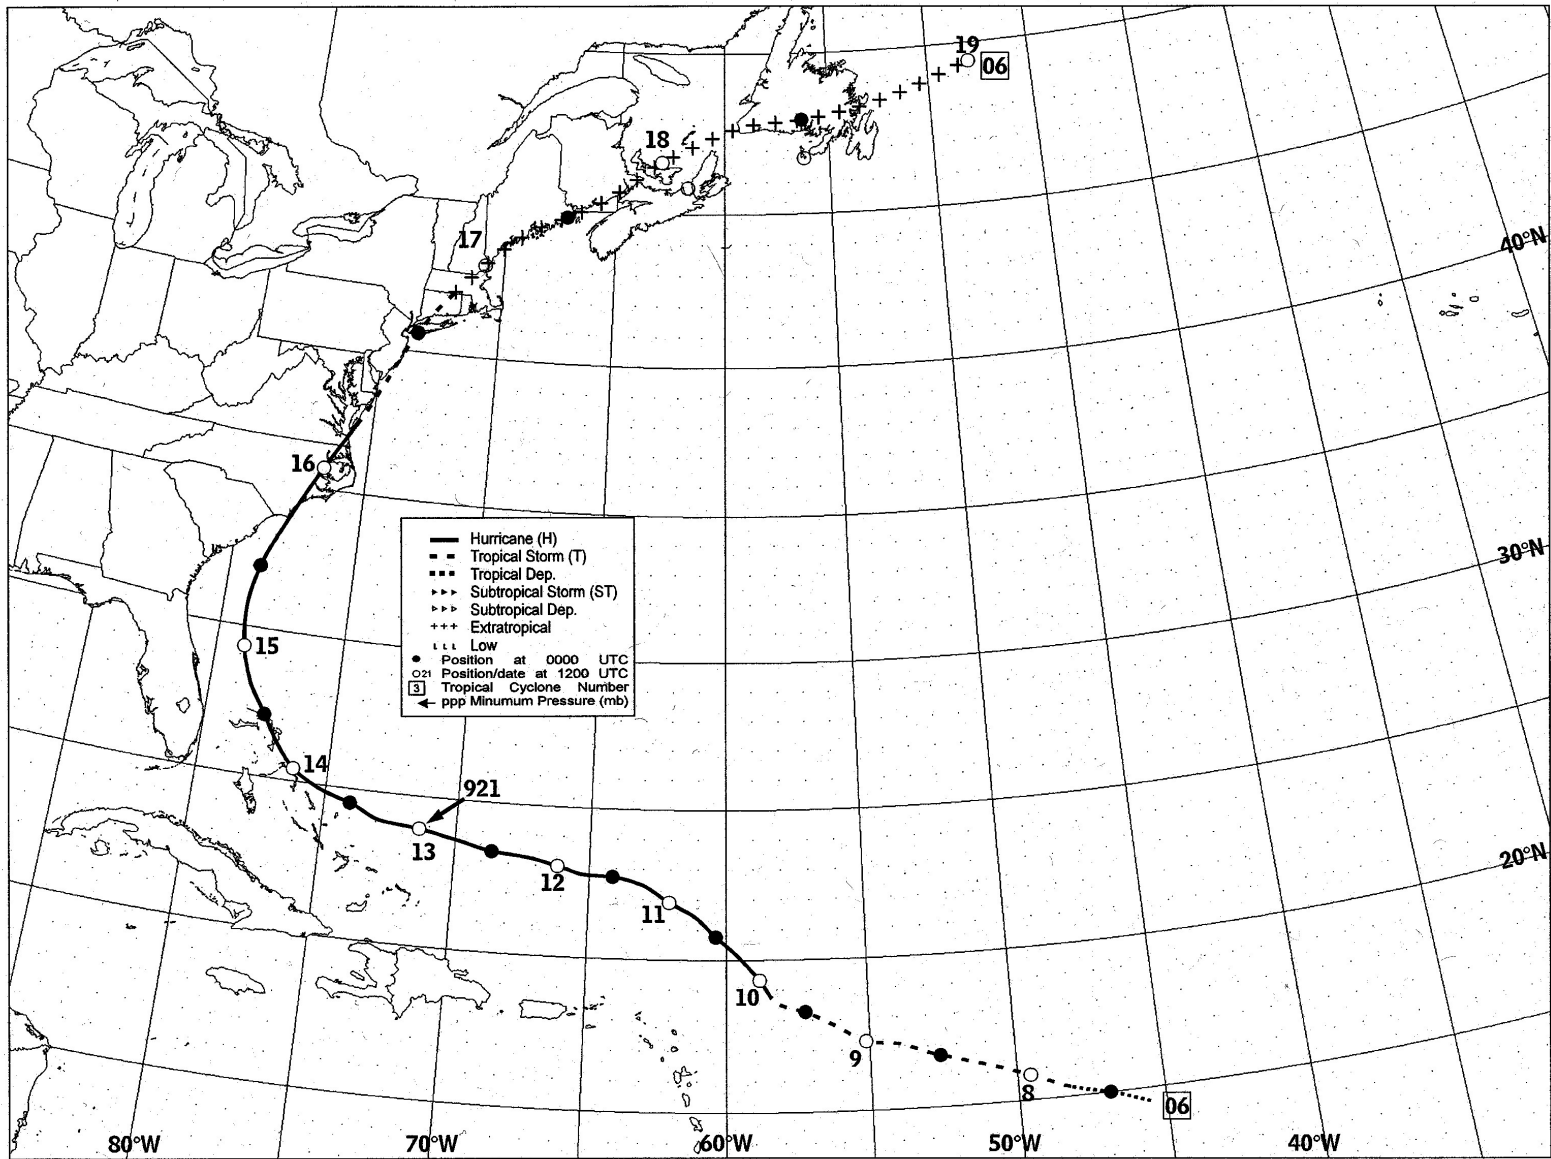 19
06
18
40°N
17
16
30°N
Hurricane (H)
Tropical Storm (T)
Tropical Dep.
Subtropical Storm (ST)
Subtropical Dep.
+++ Extratropical
L L L Low
Position at 0000 UTC
21 Position/date at 1200 UTC
3 Tropical Cyclone Number
ppp Minumum Pressure (mb)
15
14
921
13
12
20°N
11
10
9
8
06
80°W
70°W
60°W
50°W
40°W